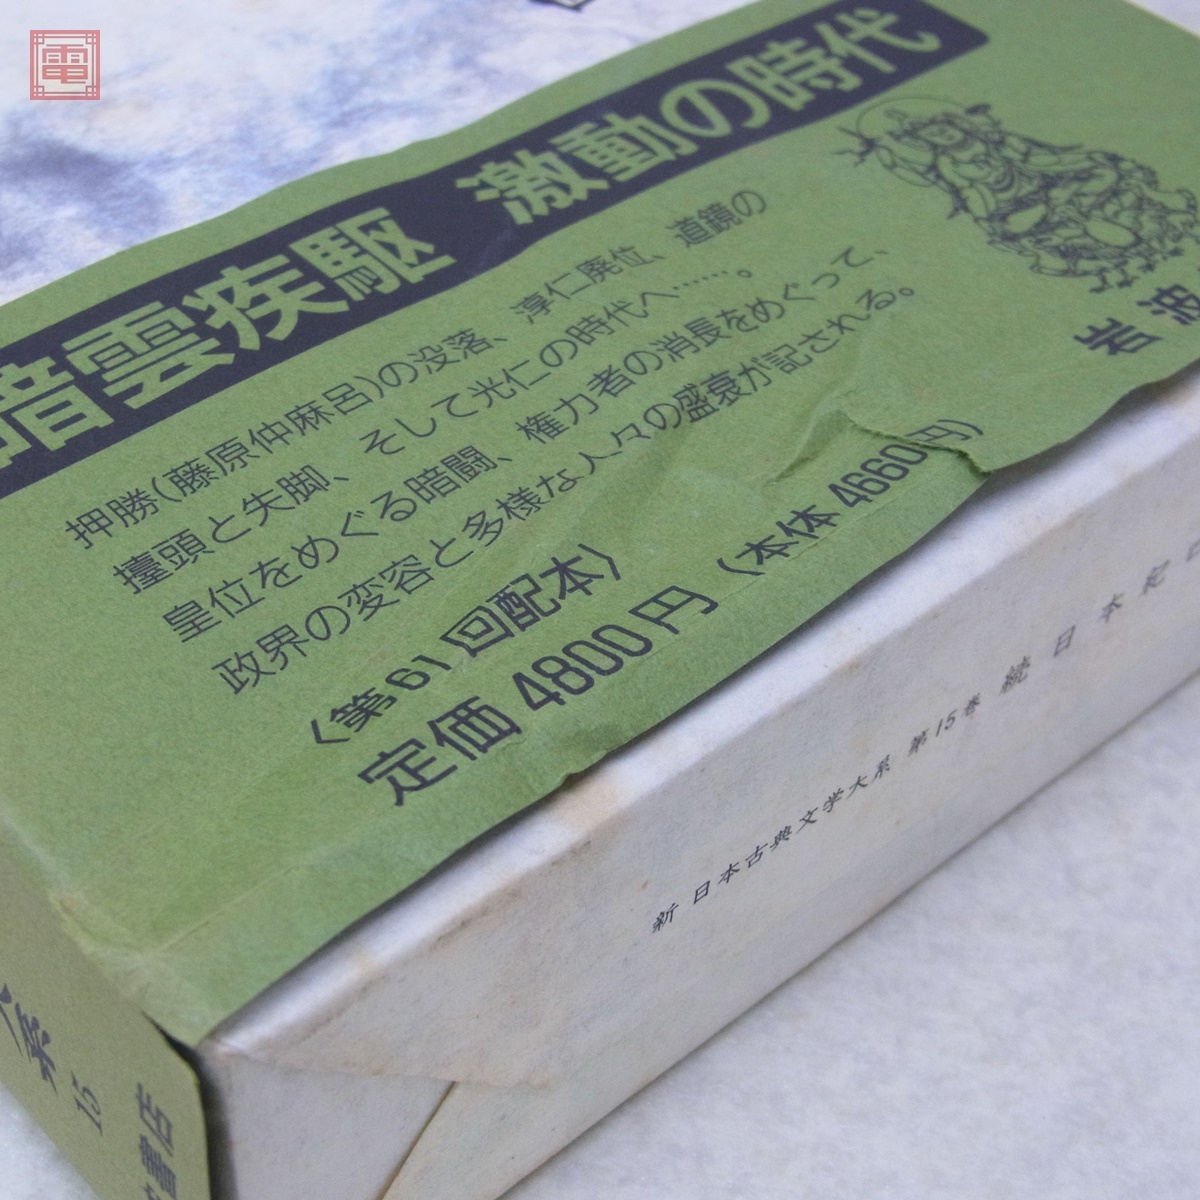 電
暗雲疾駆 激動の時代
押勝(藤原仲麻呂)の没落、淳仁廃位、道鏡の
擡頭と失脚、そして光仁の時代へ……。
皇位をめぐる暗闘、権力者の消長をめぐって、
政界の変容と多様な人々の盛衰が記される。
〈第61回配本〉
定価4800円(本体4660円)
岩波
新日本古典文学大系 第15巻 続日本紀四
大系 15
書店